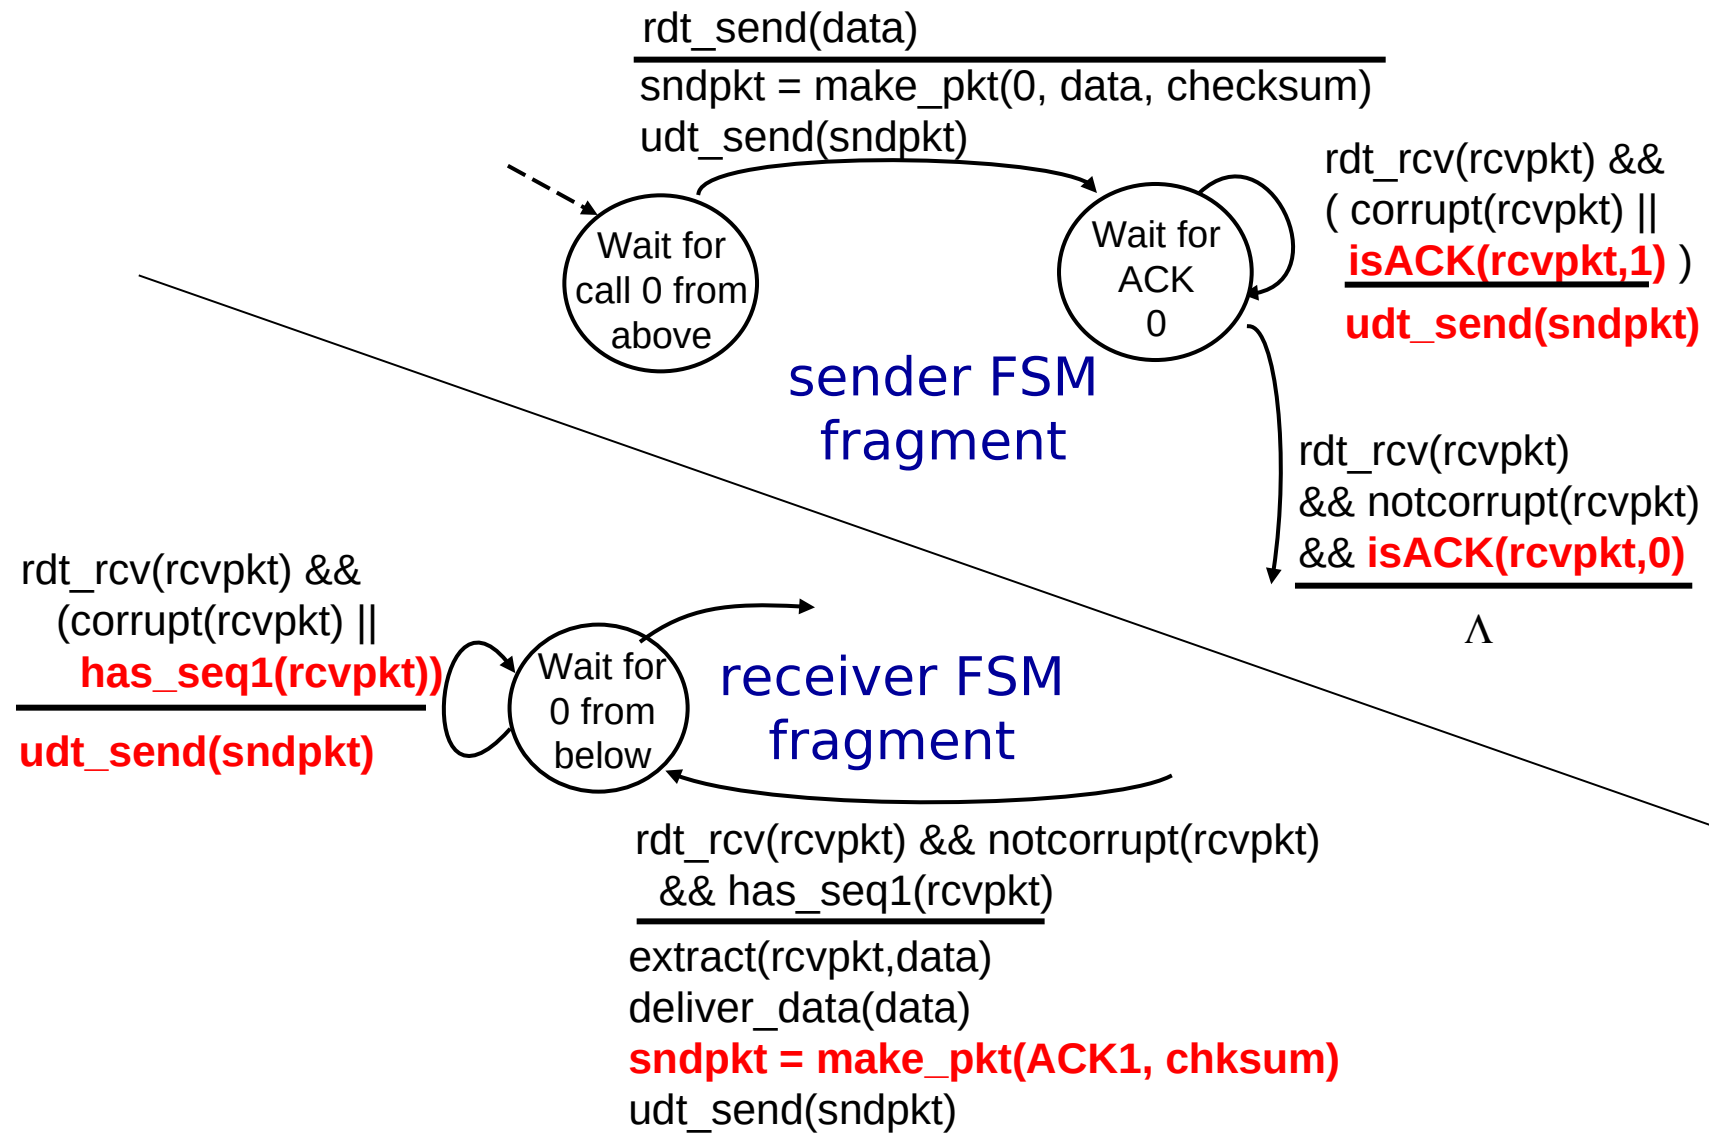 rdt_send(data)
sndpkt = make_pkt(0, data, checksum)
udt_send(sndpkt)
Wait for
call 0 from
above
Wait for
ACK
0
rdt_rcv(rcvpkt) &&
( corrupt(rcvpkt) ||
isACK(rcvpkt,1) )
udt_send(sndpkt)
sender FSM
fragment
rdt_rcv(rcvpkt)
&& notcorrupt(rcvpkt)
&& isACK(rcvpkt,0)
Λ
rdt_rcv(rcvpkt) &&
(corrupt(rcvpkt) ||
has_seq1(rcvpkt))
udt_send(sndpkt)
Wait for
0 from
below
receiver FSM
fragment
rdt_rcv(rcvpkt) && notcorrupt(rcvpkt)
&& has_seq1(rcvpkt)
extract(rcvpkt,data)
deliver_data(data)
sndpkt = make_pkt(ACK1, chksum)
udt_send(sndpkt)